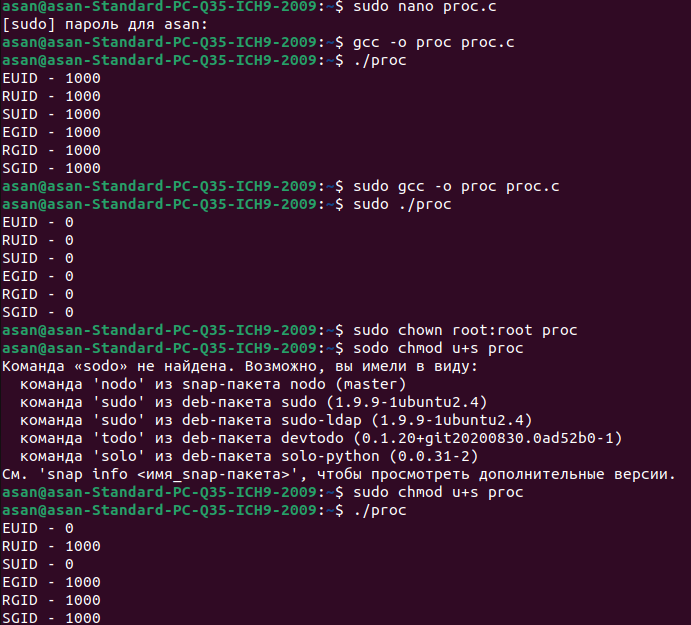 asan@asan-Standard-PC-Q35-ICH9-2009:~$ sudo nano proc.c
[sudo] пароль для asan:
asan@asan-Standard-PC-Q35-ICH9-2009:~$ gcc -o proc proc.c
asan@asan-Standard-PC-Q35-ICH9-2009:~$ ./proc
EUID - 1000
RUID - 1000
SUID - 1000
EGID - 1000
RGID - 1000
SGID - 1000
asan@asan-Standard-PC-Q35-ICH9-2009:~$ sudo gcc -o proc proc.c
asan@asan-Standard-PC-Q35-ICH9-2009:~$ sudo ./proc
EUID - 0
RUID - 0
SUID - 0
EGID - 0
RGID - 0
SGID - 0
asan@asan-Standard-PC-Q35-ICH9-2009:~$ sudo chown root:root proc
asan@asan-Standard-PC-Q35-ICH9-2009:~$ sodo chmod u+s proc
Команда «sodo» не найдена. Возможно, вы имели в виду:
  команда 'nodo' из snap-пакета nodo (master)
  команда 'sudo' из deb-пакета sudo (1.9.9-1ubuntu2.4)
  команда 'sudo' из deb-пакета sudo-ldap (1.9.9-1ubuntu2.4)
  команда 'todo' из deb-пакета devtodo (0.1.20+git20200830.0ad52b0-1)
  команда 'solo' из deb-пакета solo-python (0.0.31-2)
См. 'snap info <имя_snap-пакета>', чтобы просмотреть дополнительные версии.
asan@asan-Standard-PC-Q35-ICH9-2009:~$ sudo chmod u+s proc
asan@asan-Standard-PC-Q35-ICH9-2009:~$ ./proc
EUID - 0
RUID - 1000
SUID - 0
EGID - 1000
RGID - 1000
SGID - 1000